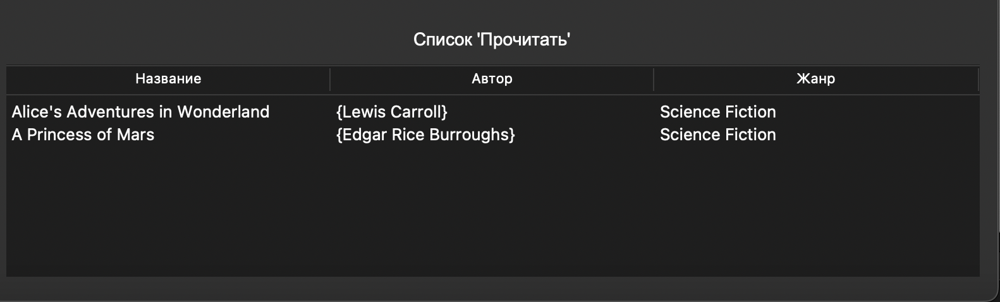 Список 'Прочитать'
Название Автор Жанр
Alice's Adventures in Wonderland {Lewis Carroll} Science Fiction
A Princess of Mars {Edgar Rice Burroughs} Science Fiction